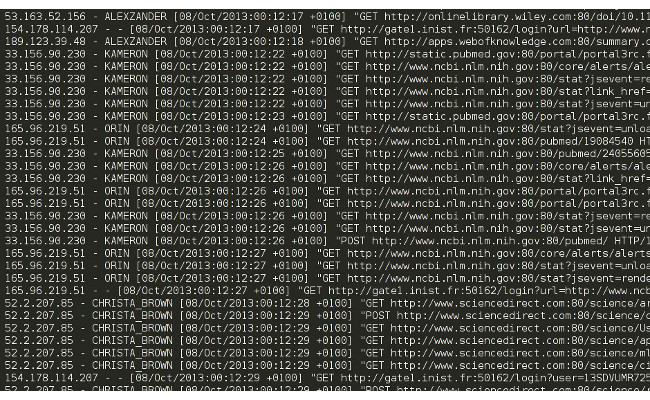 53.163.52.156 - ALEXZANDER [08/Oct/2013:00:12:17 +0100] "GET http://onlinelibrary.wiley.com:80/doi/10.11
154.178.114.207 - - [08/Oct/2013:00:12:17 +0100] "GET http://gate1.inist.fr:50162/login?url=http://www.n
189.123.39.48 - ALEXZANDER [08/Oct/2013:00:12:18 +0100] "GET http://apps.webofknowledge.com:80/summary.
33.156.90.230 - KAMERON [08/Oct/2013:00:12:22 +0100] "GET http://static.pubmed.gov:80/portal/portal3rc.f
33.156.90.230 - KAMERON [08/Oct/2013:00:12:22 +0100] "GET http://www.ncbi.nlm.nih.gov:80/core/alerts/ale
33.156.90.230 - KAMERON [08/Oct/2013:00:12:22 +0100] "GET http://www.ncbi.nlm.nih.gov:80/stat?jsevent=re
33.156.90.230 - KAMERON [08/Oct/2013:00:12:22 +0100] "GET http://www.ncbi.nlm.nih.gov:80/stat?link_href=
33.156.90.230 - KAMERON [08/Oct/2013:00:12:22 +0100] "GET http://www.ncbi.nlm.nih.gov:80/stat?jsevent=un
33.156.90.230 - KAMERON [08/Oct/2013:00:12:23 +0100] "GET http://static.pubmed.gov:80/portal/portal3rc.f
165.96.219.51 - ORIN [08/Oct/2013:00:12:24 +0100] "GET http://www.ncbi.nlm.nih.gov:80/stat?jsevent=unloa
165.96.219.51 - ORIN [08/Oct/2013:00:12:24 +0100] "GET http://www.ncbi.nlm.nih.gov:80/pubmed/19084540 HT
33.156.90.230 - KAMERON [08/Oct/2013:00:12:25 +0100] "GET http://www.ncbi.nlm.nih.gov:80/pubmed/24055605
33.156.90.230 - KAMERON [08/Oct/2013:00:12:26 +0100] "GET http://www.ncbi.nlm.nih.gov:80/core/alerts/ale
33.156.90.230 - KAMERON [08/Oct/2013:00:12:26 +0100] "GET http://www.ncbi.nlm.nih.gov:80/stat?link_href=
165.96.219.51 - ORIN [08/Oct/2013:00:12:26 +0100] "GET http://www.ncbi.nlm.nih.gov:80/portal/portal3rc.f
165.96.219.51 - ORIN [08/Oct/2013:00:12:26 +0100] "GET http://www.ncbi.nlm.nih.gov:80/portal/portal3rc.f
33.156.90.230 - KAMERON [08/Oct/2013:00:12:26 +0100] "GET http://www.ncbi.nlm.nih.gov:80/stat?jsevent=re
33.156.90.230 - KAMERON [08/Oct/2013:00:12:26 +0100] "GET http://www.ncbi.nlm.nih.gov:80/stat?jsevent=un
33.156.90.230 - KAMERON [08/Oct/2013:00:12:26 +0100] "POST http://www.ncbi.nlm.nih.gov:80/pubmed/ HTTP/1
165.96.219.51 - ORIN [08/Oct/2013:00:12:27 +0100] "GET http://www.ncbi.nlm.nih.gov:80/core/alerts/alerts
165.96.219.51 - ORIN [08/Oct/2013:00:12:27 +0100] "GET http://www.ncbi.nlm.nih.gov:80/stat?jsevent=unloa
165.96.219.51 - ORIN [08/Oct/2013:00:12:27 +0100] "GET http://www.ncbi.nlm.nih.gov:80/stat?jsevent=rende
165.96.219.51 - - [08/Oct/2013:00:12:27 +0100] "GET http://gate1.inist.fr:50162/login?url=http://www.ncb
52.2.207.85 - CHRISTA_BROWN [08/Oct/2013:00:12:28 +0100] "GET http://www.sciencedirect.com:80/science/ar
52.2.207.85 - CHRISTA_BROWN [08/Oct/2013:00:12:29 +0100] "POST http://www.sciencedirect.com:80/science/d
52.2.207.85 - CHRISTA_BROWN [08/Oct/2013:00:12:29 +0100] "GET http://www.sciencedirect.com:80/science/Us
52.2.207.85 - CHRISTA_BROWN [08/Oct/2013:00:12:29 +0100] "GET http://www.sciencedirect.com:80/science/ap
52.2.207.85 - CHRISTA_BROWN [08/Oct/2013:00:12:29 +0100] "GET http://www.sciencedirect.com:80/science/ml
52.2.207.85 - CHRISTA_BROWN [08/Oct/2013:00:12:29 +0100] "GET http://www.sciencedirect.com:80/science/ci
154.178.114.207 - - [08/Oct/2013:00:12:29 +0100] "GET http://gate1.inist.fr:50162/login?user=13SDVUMR725